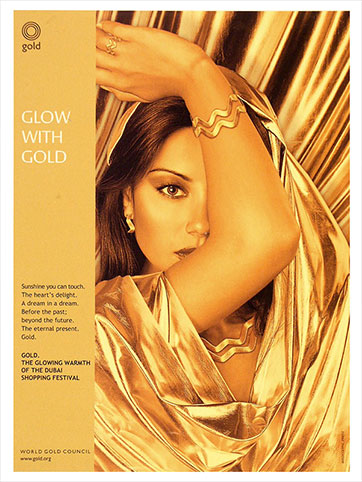 gold
GLOW
WITH
GOLD
Sunshine you can touch.
The heart's delight.
A dream in a dream.
Before the past;
beyond the future.
The eternal present.
Gold.
GOLD.
THE GLOWING WARMTH
OF THE DUBAI
SHOPPING FESTIVAL
WORLD GOLD COUNCIL
www.gold.org